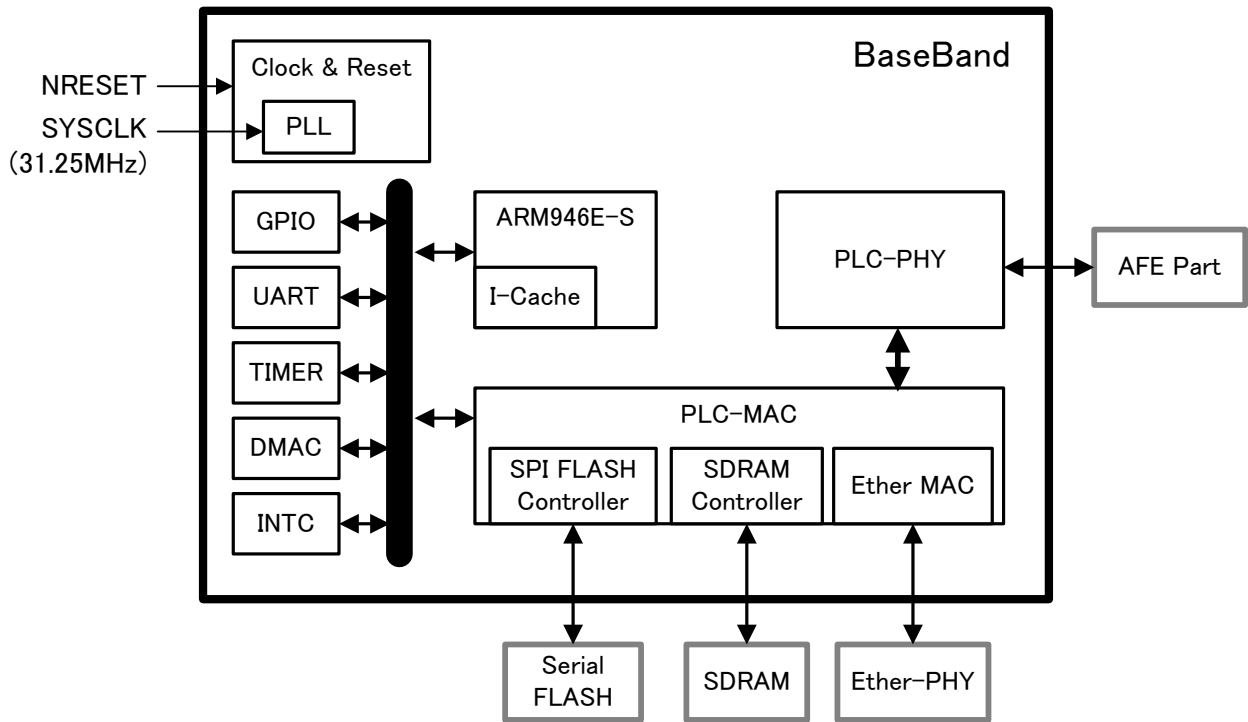 BaseBand
Clock & Reset
NRESET
PLL
SYSCLK
(31.25MHz)
GPIO
ARM946E-S
PLC-PHY
AFE Part
UART
I-Cache
TIMER
PLC-MAC
DMAC
SPI FLASH
Controller
SDRAM
Controller
Ether MAC
INTC
Serial
FLASH
SDRAM
Ether-PHY